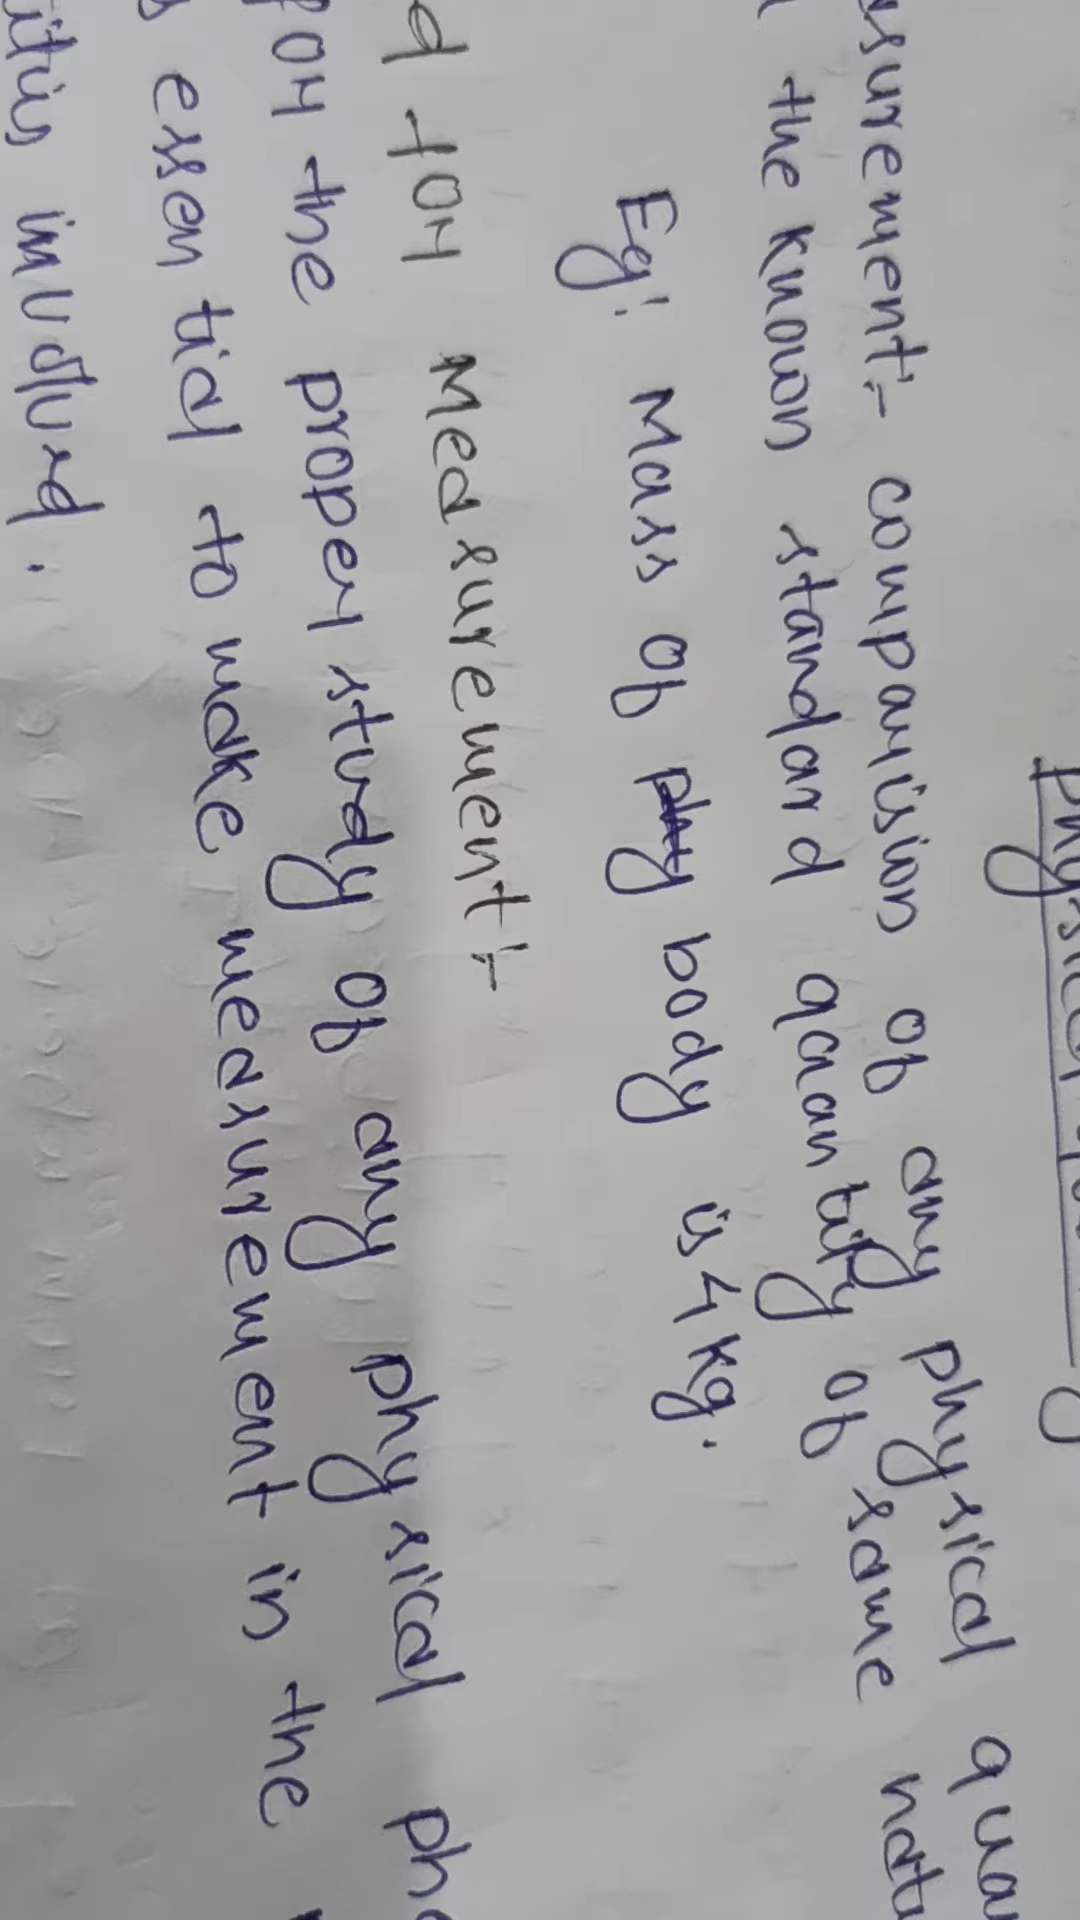 Physical
surement:- comparision of any physical qua
the known standard qaantity of same natu
Eg: Mass of body is 4 kg.
d for Measurement:-
for the proper study of any physical ph
s essential to make measurement in the
ities involved.